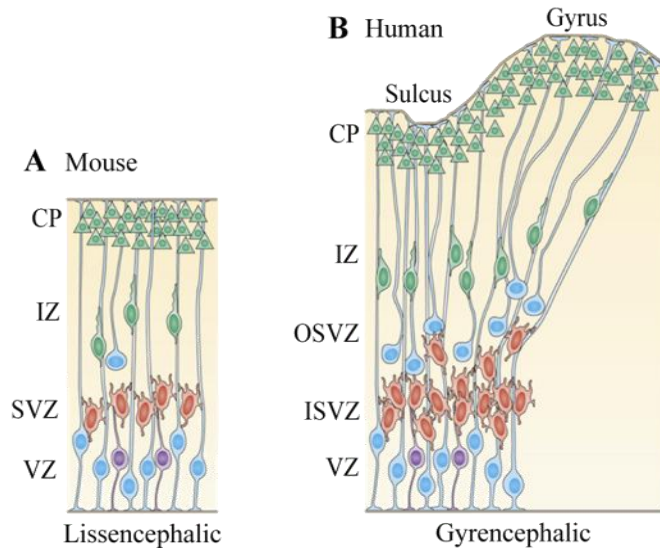 A Mouse
CP
IZ
SVZ
VZ
Lissencephalic
B Human
Gyrus
Sulcus
CP
IZ
OSVZ
ISVZ
VZ
Gyrencephalic